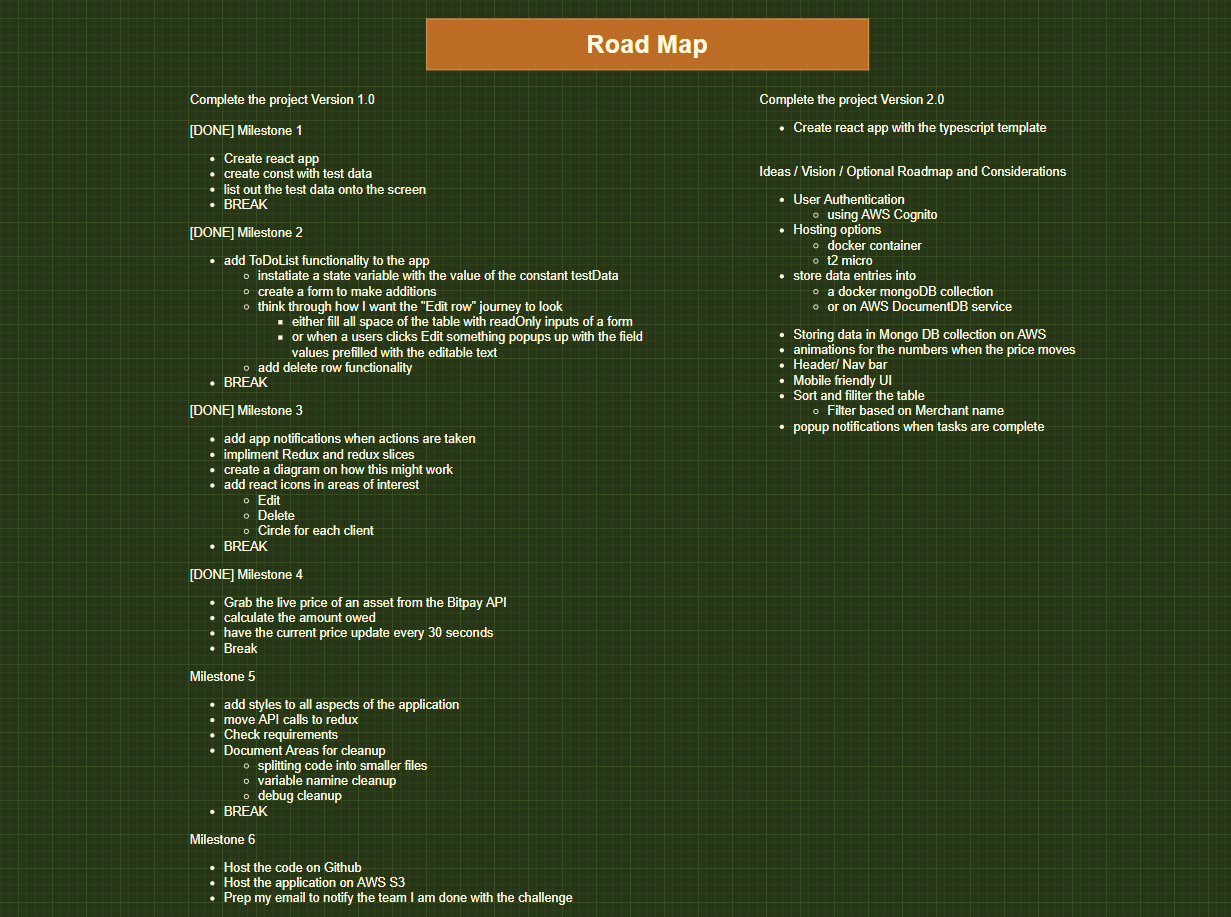 Road Map
Complete the project Version 1.0
[DONE] Milestone 1
Create react app
create const with test data
list out the test data onto the screen
BREAK
[DONE] Milestone 2
add ToDoList functionality to the app
instatiate a state variable with the value of the constant testData
create a form to make additions
think through how I want the "Edit row" journey to look
either fill all space of the table with readOnly inputs of a form
or when a users clicks Edit something popups up with the field
values prefilled with the editable text
add delete row functionality
BREAK
[DONE] Milestone 3
add app notifications when actions are taken
impliment Redux and redux slices
create a diagram on how this might work
add react icons in areas of interest
Edit
Delete
Circle for each client
BREAK
[DONE] Milestone 4
Grab the live price of an asset from the Bitpay API
calculate the amount owed
have the current price update every 30 seconds
Break
Milestone 5
add styles to all aspects of the application
move API calls to redux
Check requirements
Document Areas for cleanup
splitting code into smaller files
variable namine cleanup
debug cleanup
BREAK
Milestone 6
Host the code on Github
Host the application on AWS S3
Prep my email to notify the team I am done with the challenge
Complete the project Version 2.0
Create react app with the typescript template
Ideas / Vision / Optional Roadmap and Considerations
User Authentication
using AWS Cognito
Hosting options
docker container
t2 micro
store data entries into
a docker mongoDB collection
or on AWS DocumentDB service
Storing data in Mongo DB collection on AWS
animations for the numbers when the price moves
Header/ Nav bar
Mobile friendly UI
Sort and filiter the table
Filter based on Merchant name
popup notifications when tasks are complete